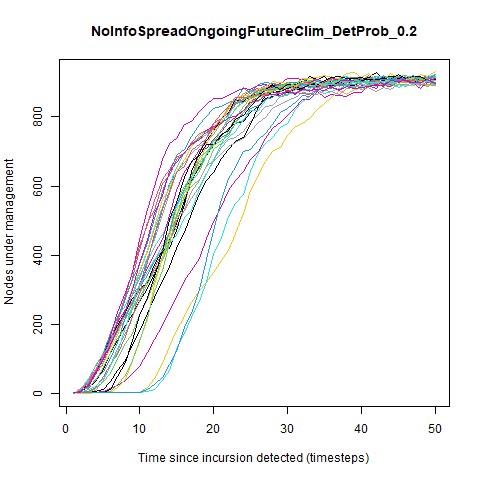 NoInfoSpreadOngoingFutureClim_DetProb_0.2
Nodes under management
800
600
400
200
0
0 10 20 30 40 50
Time since incursion detected (timesteps)